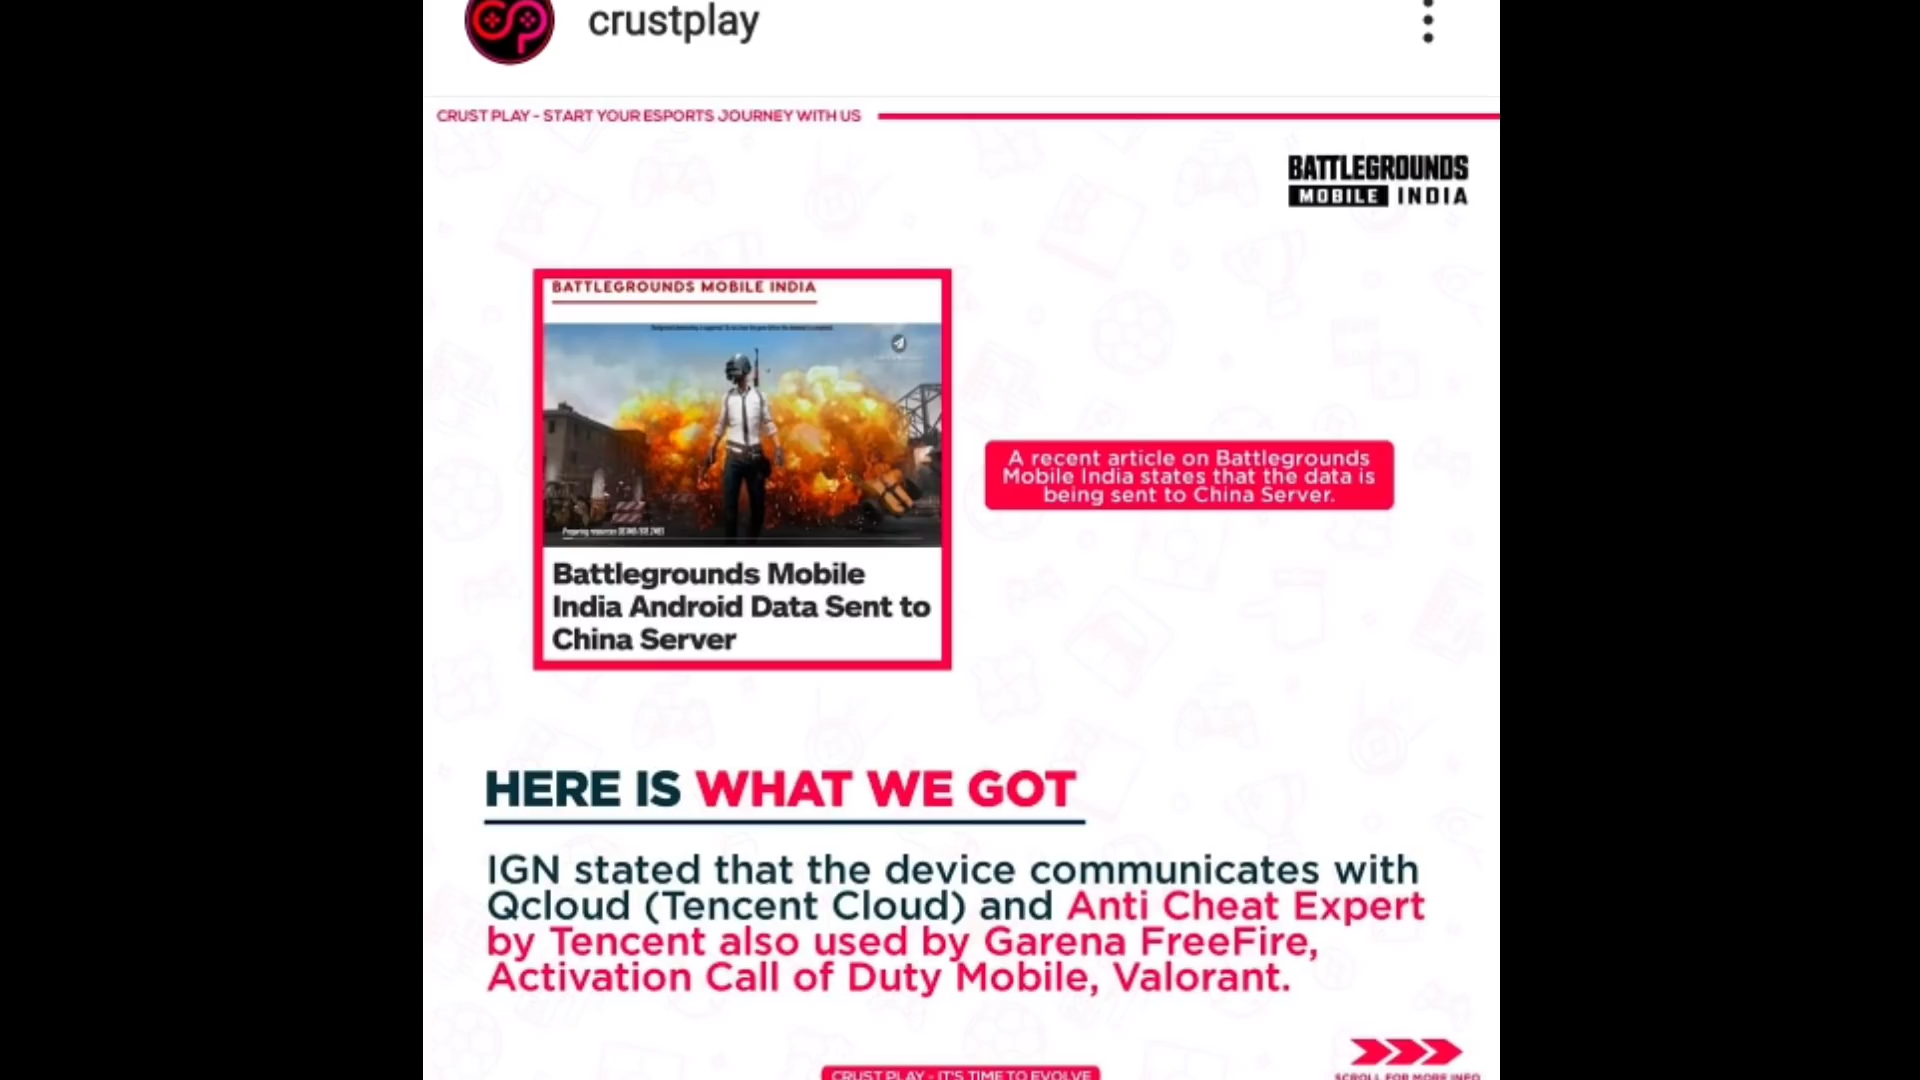 crustplay
CRUST PLAY - START YOUR ESPORTS JOURNEY WITH US
BATTLEGROUNDS
MOBILE INDIA
BATTLEGROUNDS MOBILE INDIA
Battlegrounds Mobile
India Android Data Sent to
China Server
A recent article on Battlegrounds
Mobile India states that the data is
being sent to China Server.
HERE IS WHAT WE GOT
IGN stated that the device communicates with
Qcloud (Tencent Cloud) and Anti Cheat Expert
by Tencent also used by Garena FreeFire,
Activation Call of Duty Mobile, Valorant.
SCROLL FOR MORE INFO
CRUST PLAY - IT'S TIME TO EVOLVE